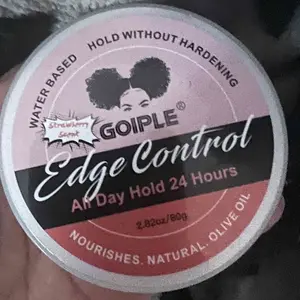 WATER BASED
HOLD WITHOUT HARDENING
Strawberry
Scent
GOIPLE®
Edge Control
All Day Hold 24 Hours
2.82oz/80g
NOURISHES. NATURAL. OLIVE OIL